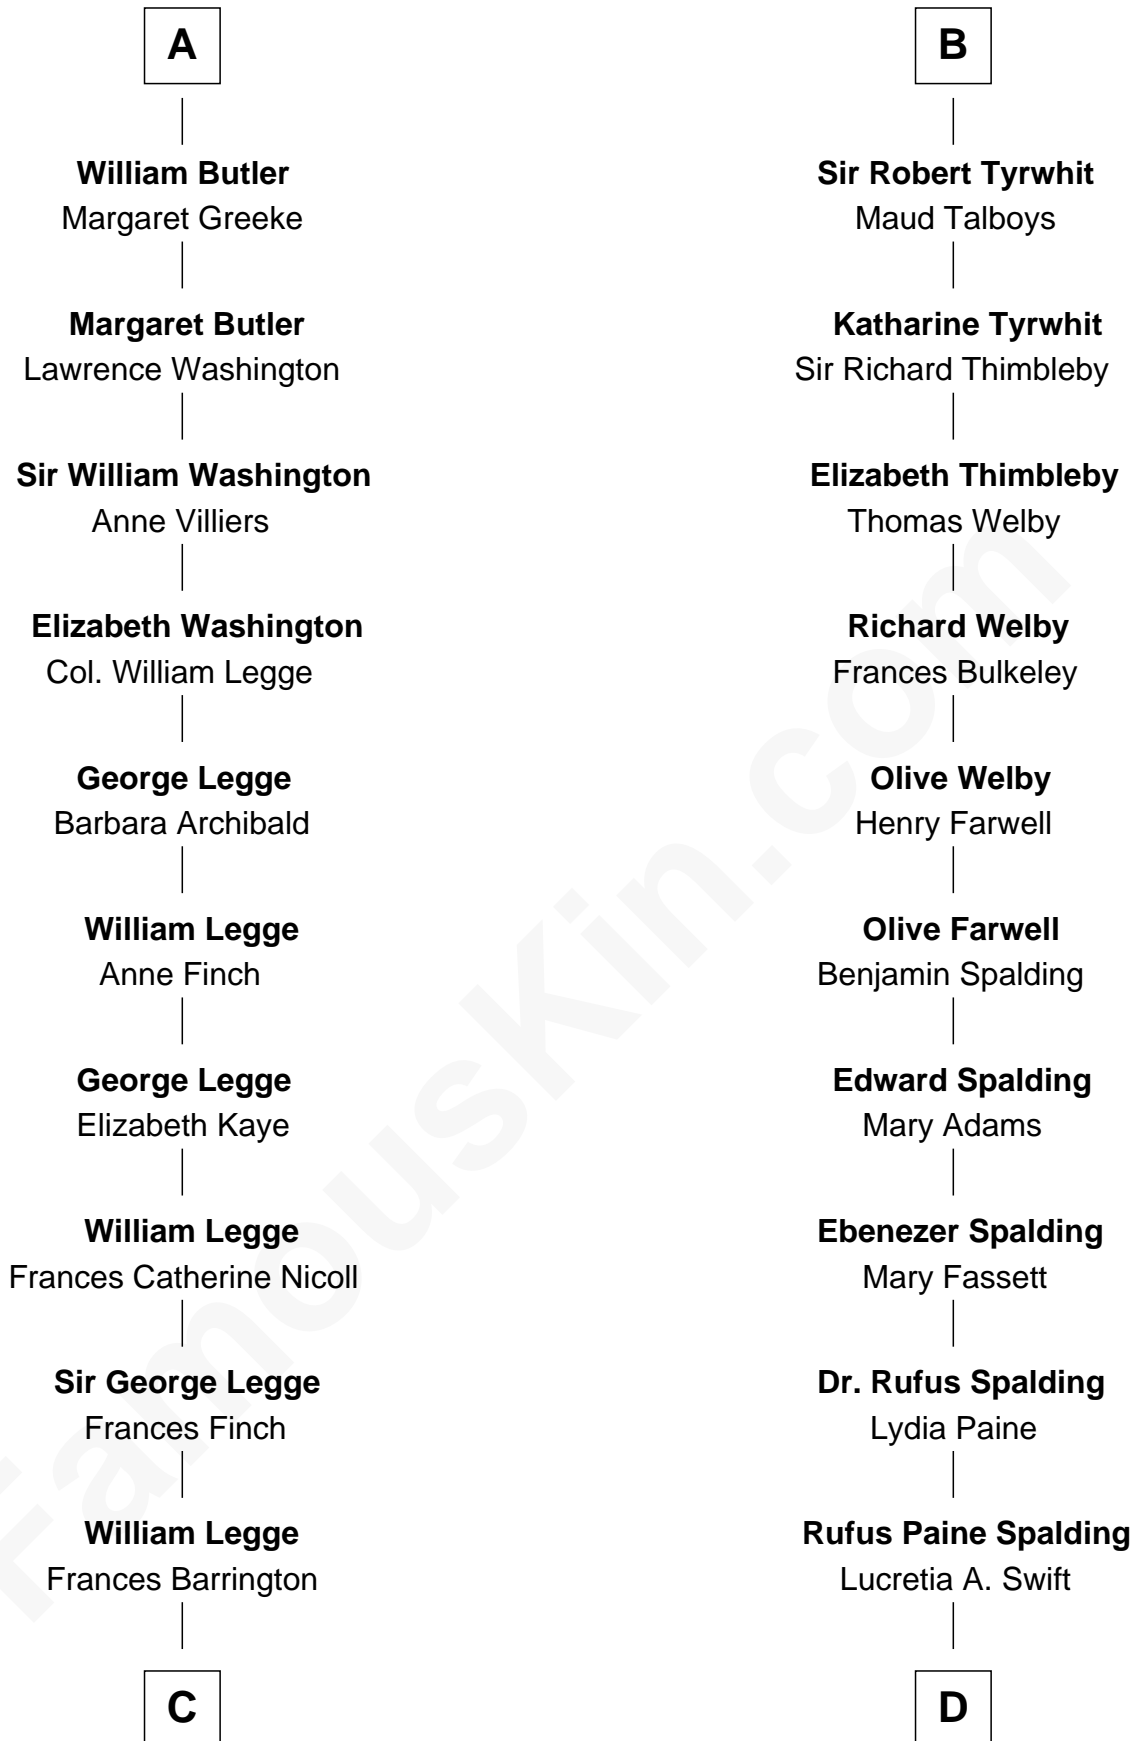 A
William Butler
Margaret Greeke
Margaret Butler
Lawrence Washington
Sir William Washington
Anne Villiers
Elizabeth Washington
Col. William Legge
George Legge
Barbara Archibald
William Legge
Anne Finch
George Legge
Elizabeth Kaye
William Legge
Frances Catherine Nicoll
Sir George Legge
Frances Finch
William Legge
Frances Barrington
C
B
Sir Robert Tyrwhit
Maud Talboys
Katharine Tyrwhit
Sir Richard Thimbleby
Elizabeth Thimbleby
Thomas Welby
Richard Welby
Frances Bulkeley
Olive Welby
Henry Farwell
Olive Farwell
Benjamin Spalding
Edward Spalding
Mary Adams
Ebenezer Spalding
Mary Fassett
Dr. Rufus Spalding
Lydia Paine
Rufus Paine Spalding
Lucretia A. Swift
D
FamousKin.com